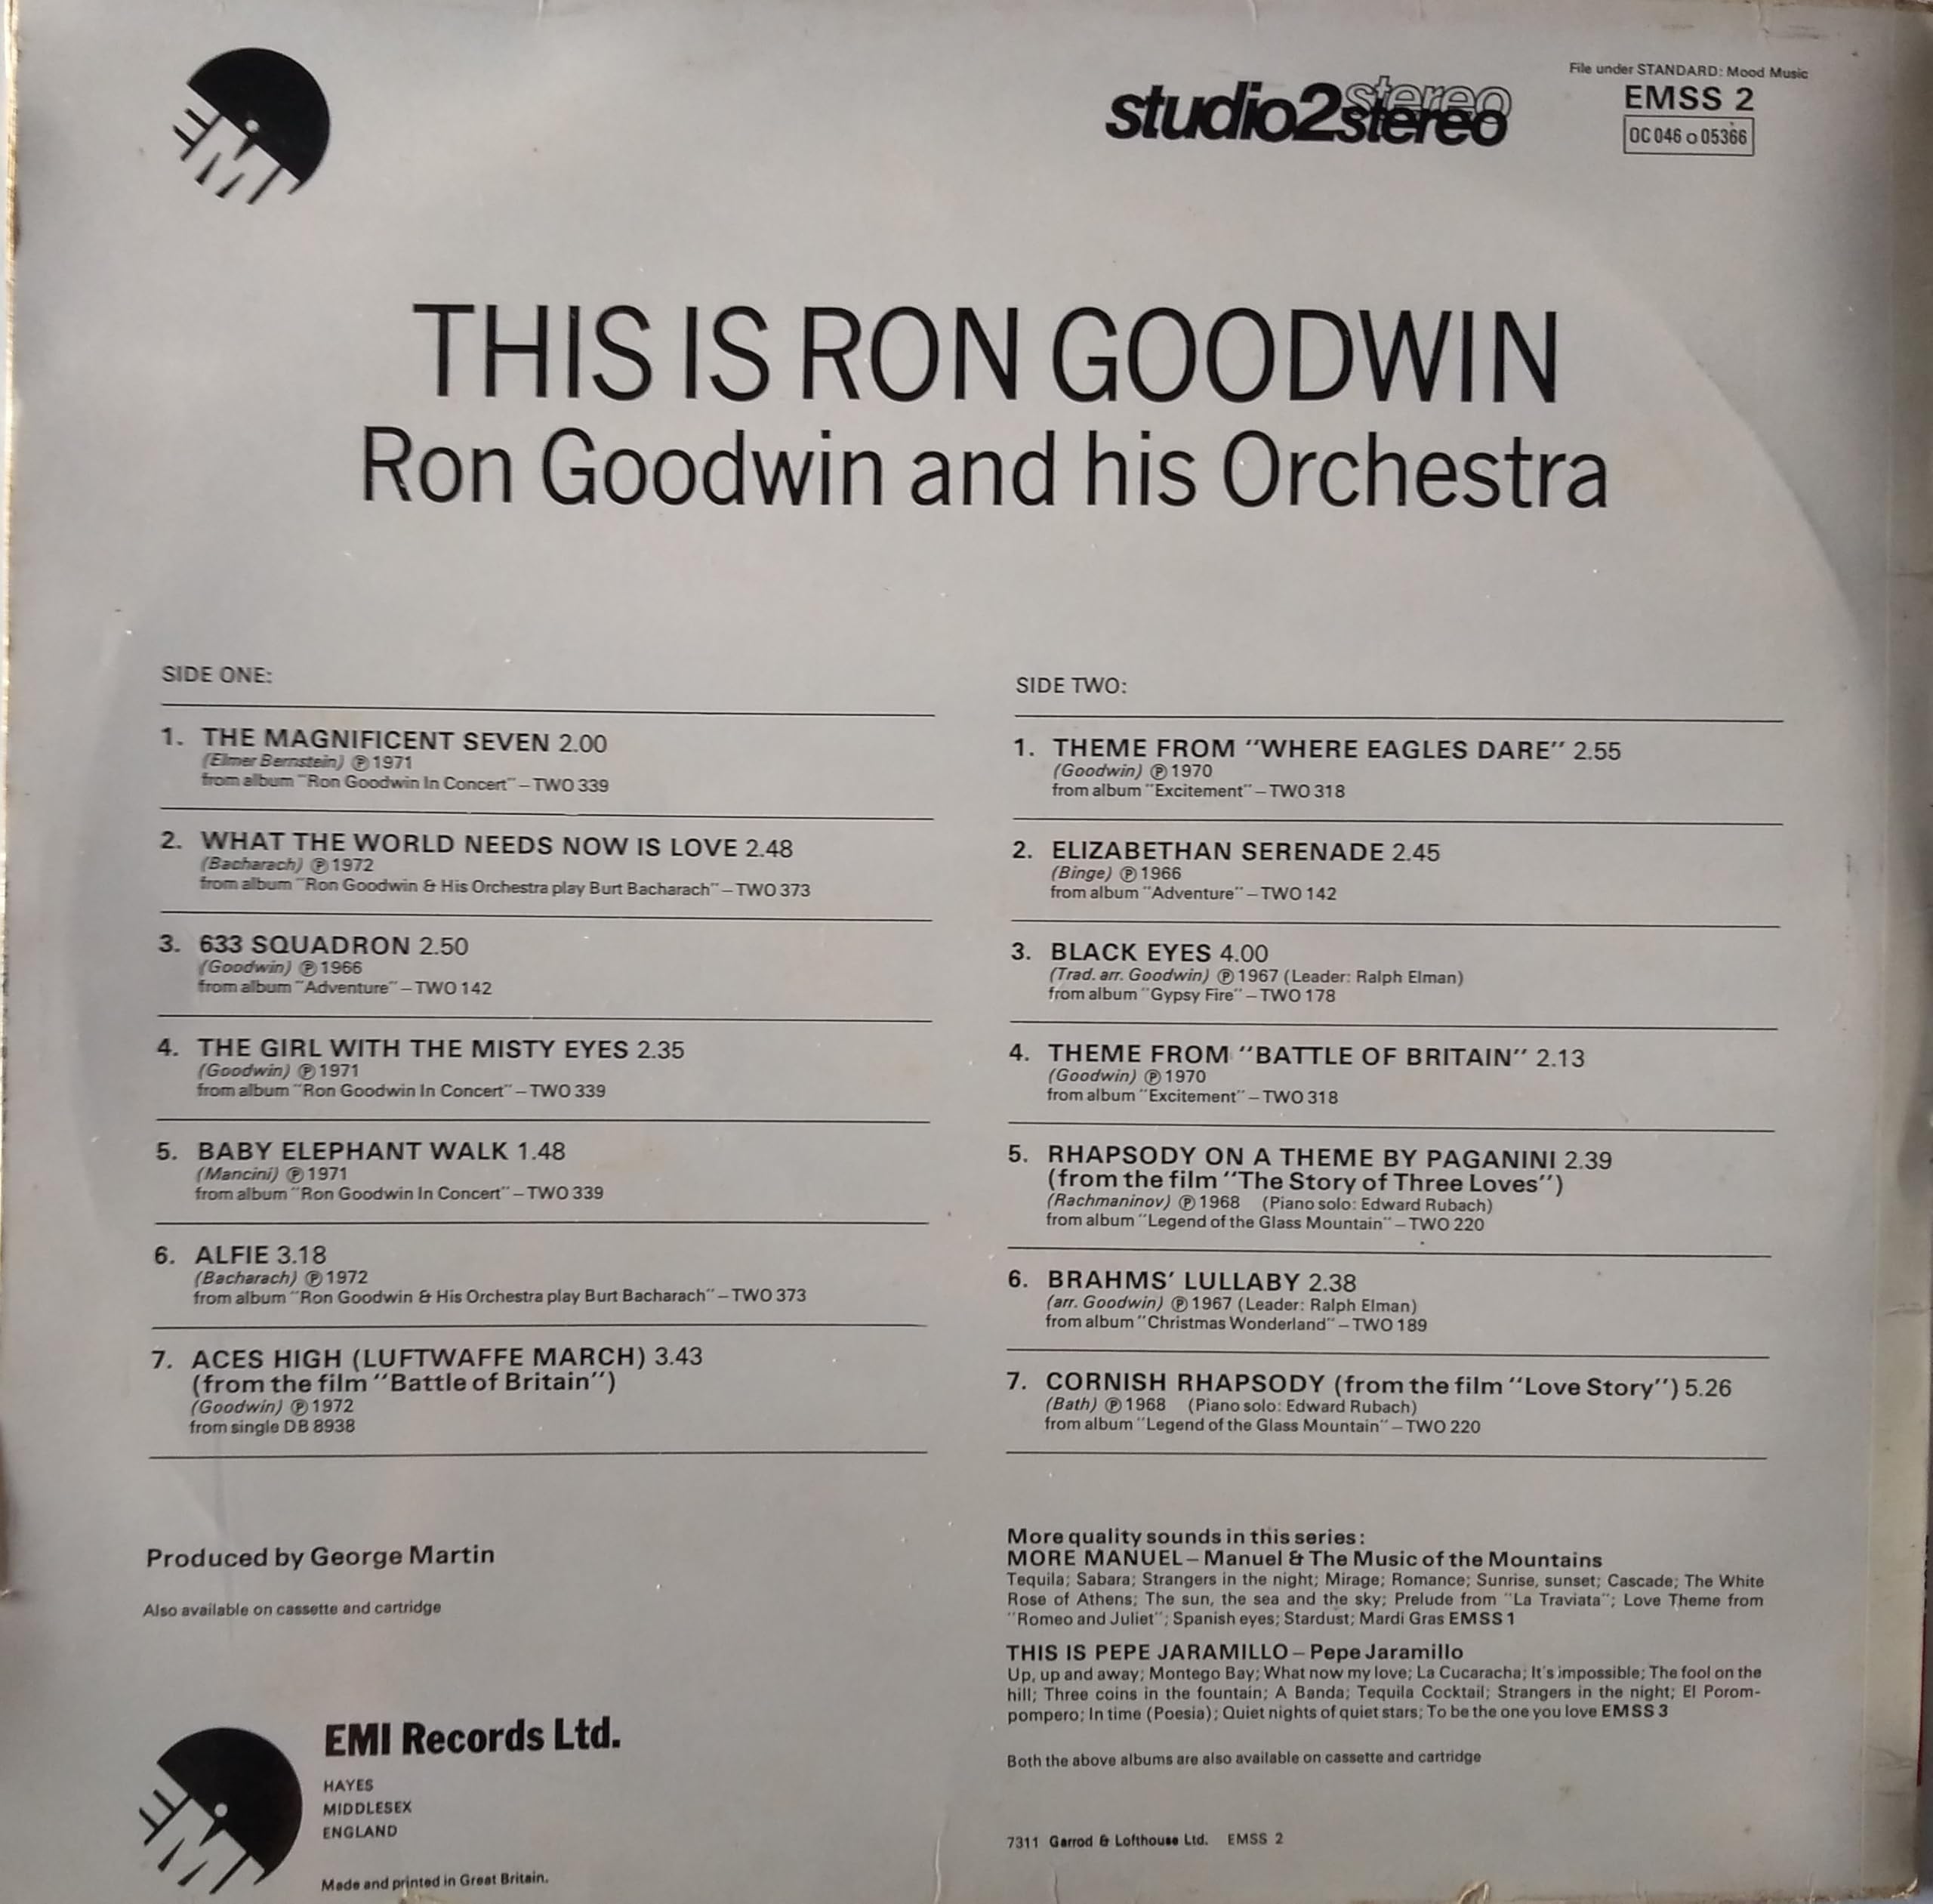 EMI
studio2stereo
stereo
File under STANDARD: Mood Music
EMSS 2
OC 046 o 05366
THIS IS RON GOODWIN
Ron Goodwin and his Orchestra
SIDE ONE:
1. THE MAGNIFICENT SEVEN 2.00
(Elmer Bernstein) ℗ 1971
from album "Ron Goodwin In Concert" – TWO 339
2. WHAT THE WORLD NEEDS NOW IS LOVE 2.48
(Bacharach) ℗ 1972
from album "Ron Goodwin & His Orchestra play Burt Bacharach" – TWO 373
3. 633 SQUADRON 2.50
(Goodwin) ℗ 1966
from album "Adventure" – TWO 142
4. THE GIRL WITH THE MISTY EYES 2.35
(Goodwin) ℗ 1971
from album "Ron Goodwin In Concert" – TWO 339
5. BABY ELEPHANT WALK 1.48
(Mancini) ℗ 1971
from album "Ron Goodwin In Concert" – TWO 339
6. ALFIE 3.18
(Bacharach) ℗ 1972
from album "Ron Goodwin & His Orchestra play Burt Bacharach" – TWO 373
7. ACES HIGH (LUFTWAFFE MARCH) 3.43
(from the film "Battle of Britain")
(Goodwin) ℗ 1972
from single DB 8938
SIDE TWO:
1. THEME FROM "WHERE EAGLES DARE" 2.55
(Goodwin) ℗ 1970
from album "Excitement" – TWO 318
2. ELIZABETHAN SERENADE 2.45
(Binge) ℗ 1966
from album "Adventure" – TWO 142
3. BLACK EYES 4.00
(Trad. arr. Goodwin) ℗ 1967 (Leader: Ralph Elman)
from album "Gypsy Fire" – TWO 178
4. THEME FROM "BATTLE OF BRITAIN" 2.13
(Goodwin) ℗ 1970
from album "Excitement" – TWO 318
5. RHAPSODY ON A THEME BY PAGANINI 2.39
(from the film "The Story of Three Loves")
(Rachmaninov) ℗ 1968 (Piano solo: Edward Rubach)
from album "Legend of the Glass Mountain" – TWO 220
6. BRAHMS' LULLABY 2.38
(arr. Goodwin) ℗ 1967 (Leader: Ralph Elman)
from album "Christmas Wonderland" – TWO 189
7. CORNISH RHAPSODY (from the film "Love Story") 5.26
(Bath) ℗ 1968 (Piano solo: Edward Rubach)
from album "Legend of the Glass Mountain" – TWO 220
Produced by George Martin
Also available on cassette and cartridge
EMI
EMI Records Ltd.
HAYES
MIDDLESEX
ENGLAND
Made and printed in Great Britain.
More quality sounds in this series:
MORE MANUEL – Manuel & The Music of the Mountains
Tequila; Sabara; Strangers in the night; Mirage; Romance; Sunrise, sunset; Cascade; The White
Rose of Athens; The sun, the sea and the sky; Prelude from "La Traviata"; Love Theme from
"Romeo and Juliet"; Spanish eyes; Stardust; Mardi Gras EMSS 1
THIS IS PEPE JARAMILLO – Pepe Jaramillo
Up, up and away; Montego Bay; What now my love; La Cucaracha; It's impossible; The fool on the
hill; Three coins in the fountain; A Banda; Tequila Cocktail; Strangers in the night; El Porom-
pompero; In time (Poesia); Quiet nights of quiet stars; To be the one you love EMSS 3
Both the above albums are also available on cassette and cartridge
7311 Garrod & Lofthouse Ltd. EMSS 2